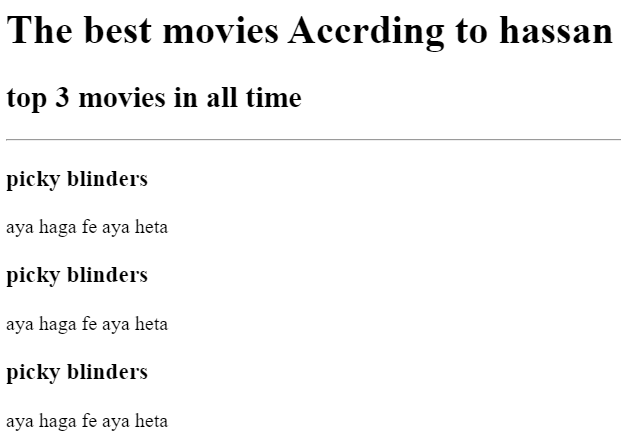 The best movies Accrding to hassan
top 3 movies in all time
picky blinders
aya haga fe aya heta
picky blinders
aya haga fe aya heta
picky blinders
aya haga fe aya heta